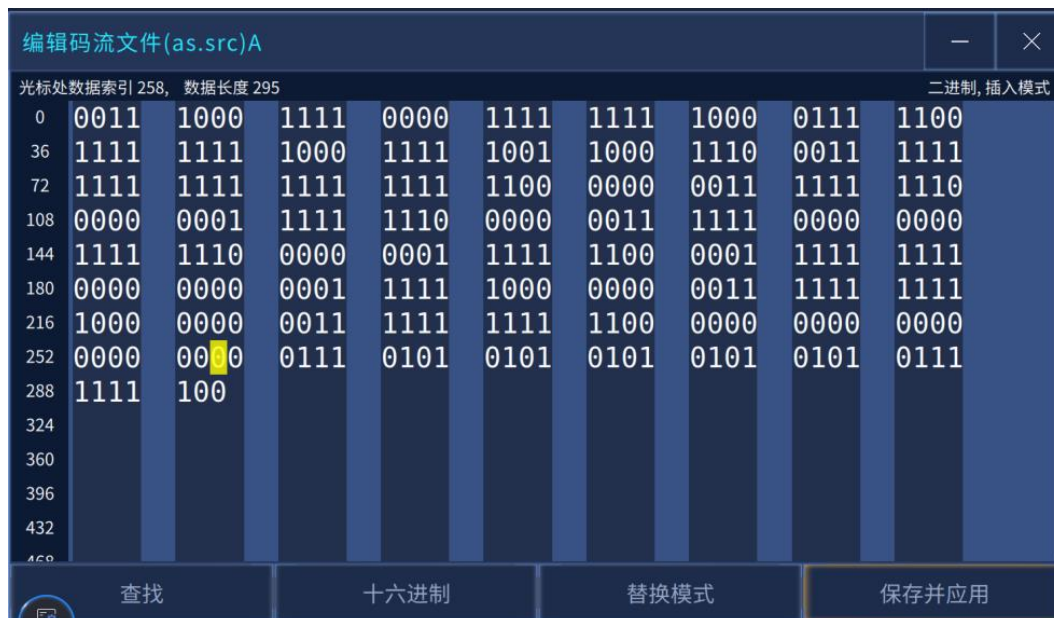 编辑码流文件(as.src)A
光标处数据索引 258, 数据长度 295 二进制, 插入模式
0 0011 1000 1111 0000 1111 1111 1000 0111 1100
36 1111 1111 1000 1111 1001 1000 1110 0011 1111
72 1111 1111 1111 1111 1100 0000 0011 1111 1110
108 0000 0001 1111 1110 0000 0011 1111 0000 0000
144 1111 1110 0000 0001 1111 1100 0001 1111 1111
180 0000 0000 0001 1111 1000 0000 0011 1111 1111
216 1000 0000 0011 1111 1111 1100 0000 0000 0000
252 0000 0000 0111 0101 0101 0101 0101 0101 0111
288 1111 100
324
360
396
432
468
查找 十六进制 替换模式 保存并应用